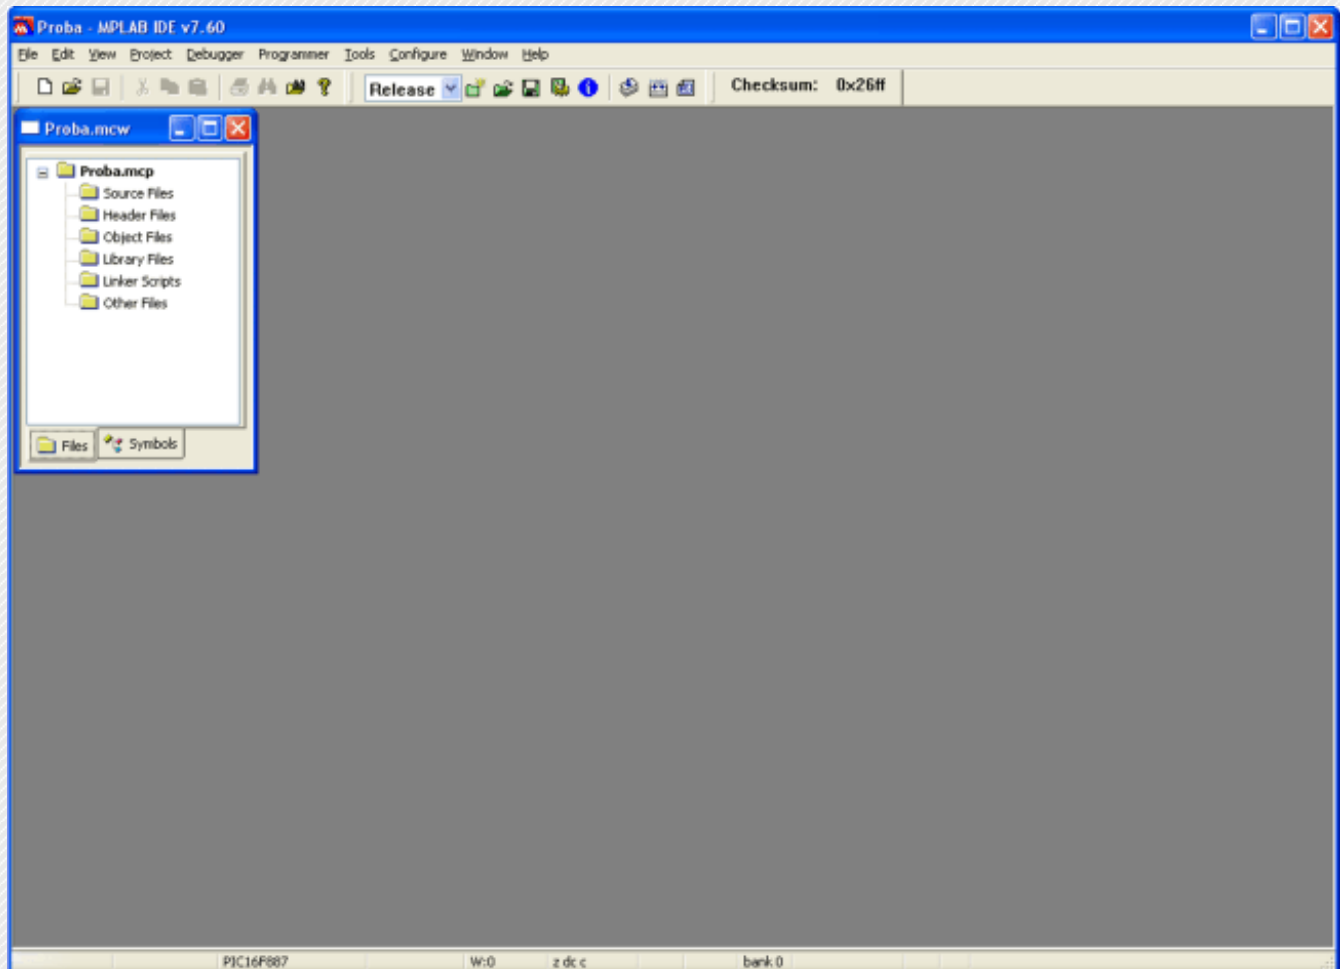 Proba - MPLAB IDE v7.60
File Edit View Project Debugger Programmer Tools Configure Window Help
Release Checksum: 0x26ff
Proba.mcw
Proba.mcp
Source Files
Header Files
Object Files
Library Files
Linker Scripts
Other Files
Files Symbols
PIC16F887 W:0 z dc c bank 0